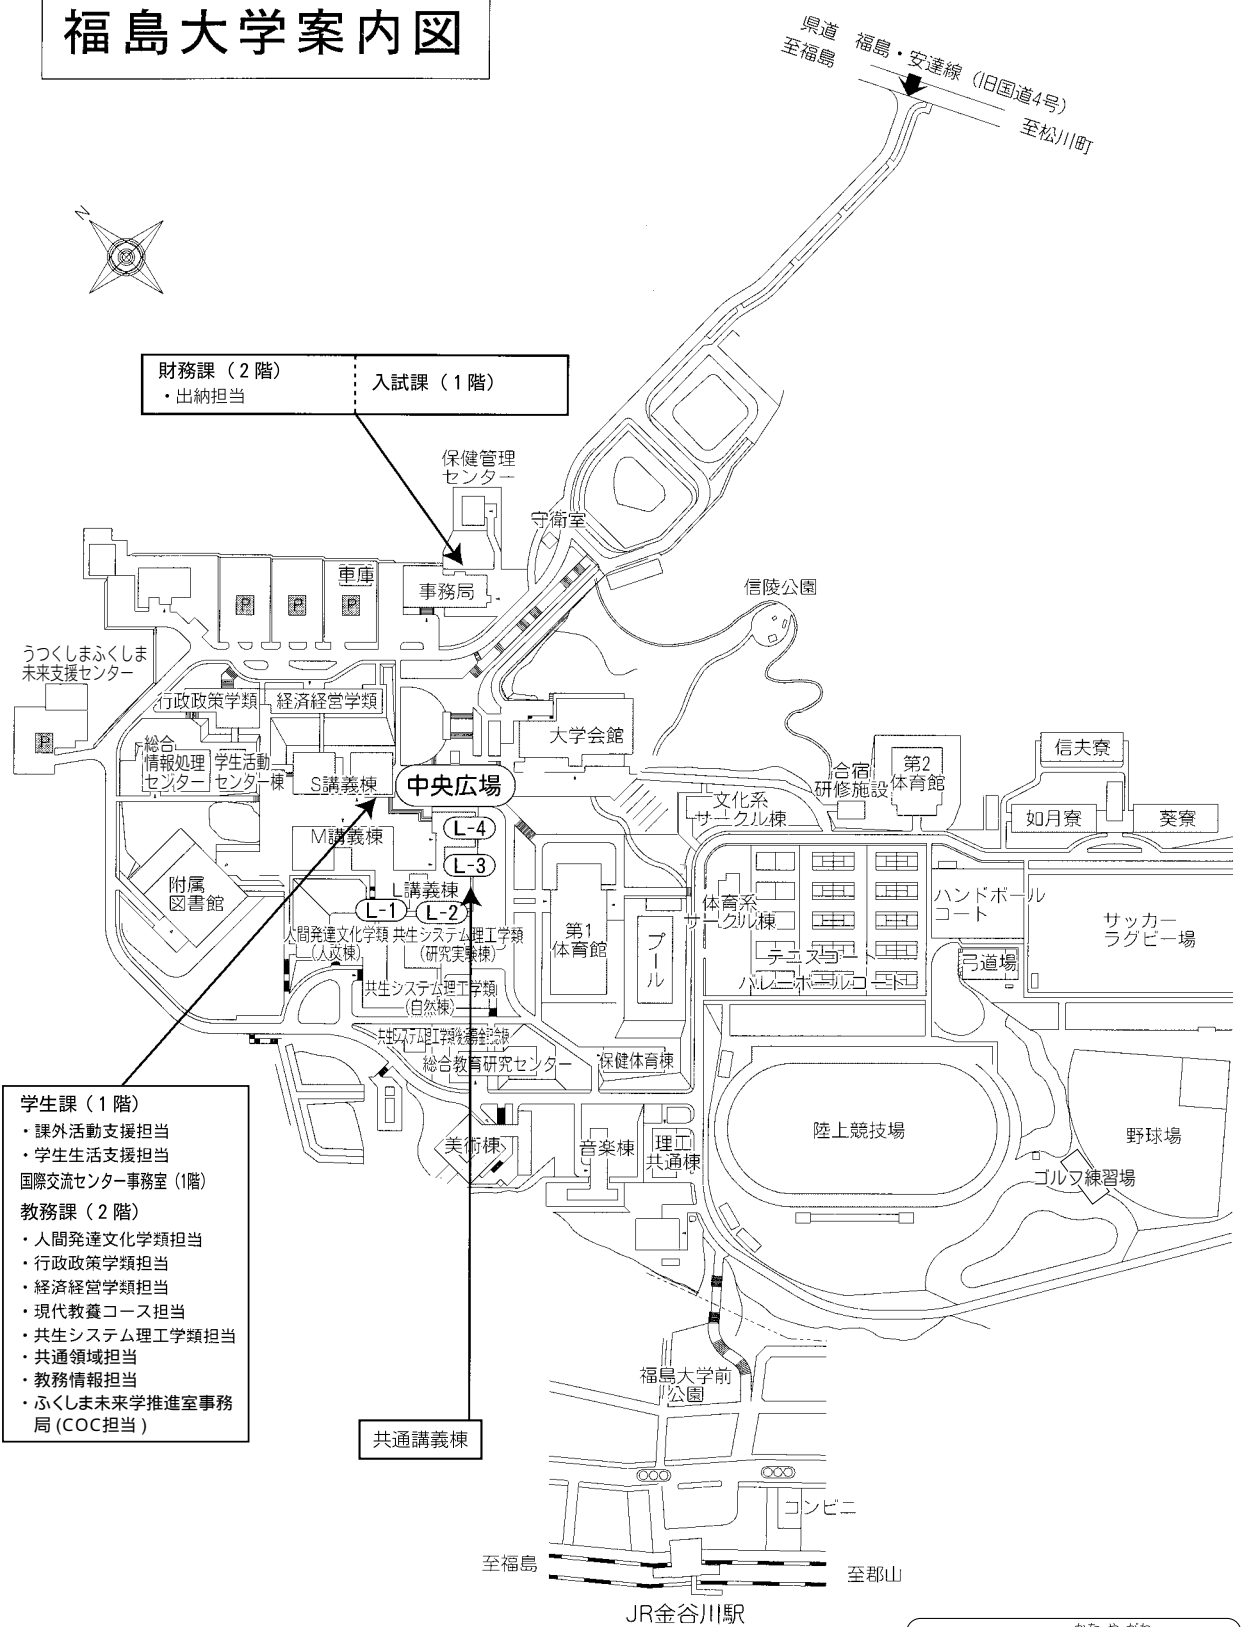 福島大学案内図
県道　福島・安達線（旧国道4号）
至福島
至松川町
N
財務課（２階）
・出納担当
入試課（１階）
保健管理
センター
守衛室
車庫
事務局
P
P
P
信陵公園
うつくしまふくしま
未来支援センター
行政政策学類
経済経営学類
P
総合
情報処理
センター
学生活動
センター棟
大学会館
S講義棟
中央広場
合宿
研修施設
第2
体育館
信夫寮
文化系
サークル棟
如月寮
葵寮
M講義棟
L-4
L-3
附属
図書館
L講義棟
L-1
L-2
人間発達文化学類
(人文棟)
共生システム理工学類
(研究実験棟)
第1
体育館
プール
体育系
サークル棟
ハンドボール
コート
サッカー
ラグビー場
テニスコート
バレーボールコート
弓道場
共生システム理工学類
(自然棟)
共生システム理工学類後援募金記念棟
総合教育研究センター
保健体育棟
学生課（１階）
・課外活動支援担当
・学生生活支援担当
国際交流センター事務室（1階）
教務課（２階）
・人間発達文化学類担当
・行政政策学類担当
・経済経営学類担当
・現代教養コース担当
・共生システム理工学類担当
・共通領域担当
・教務情報担当
・ふくしま未来学推進室事務
局(COC担当)
美術棟
音楽棟
理工
共通棟
陸上競技場
野球場
ゴルフ練習場
福島大学前
公園
共通講義棟
コンビニ
至福島
至郡山
JR金谷川駅